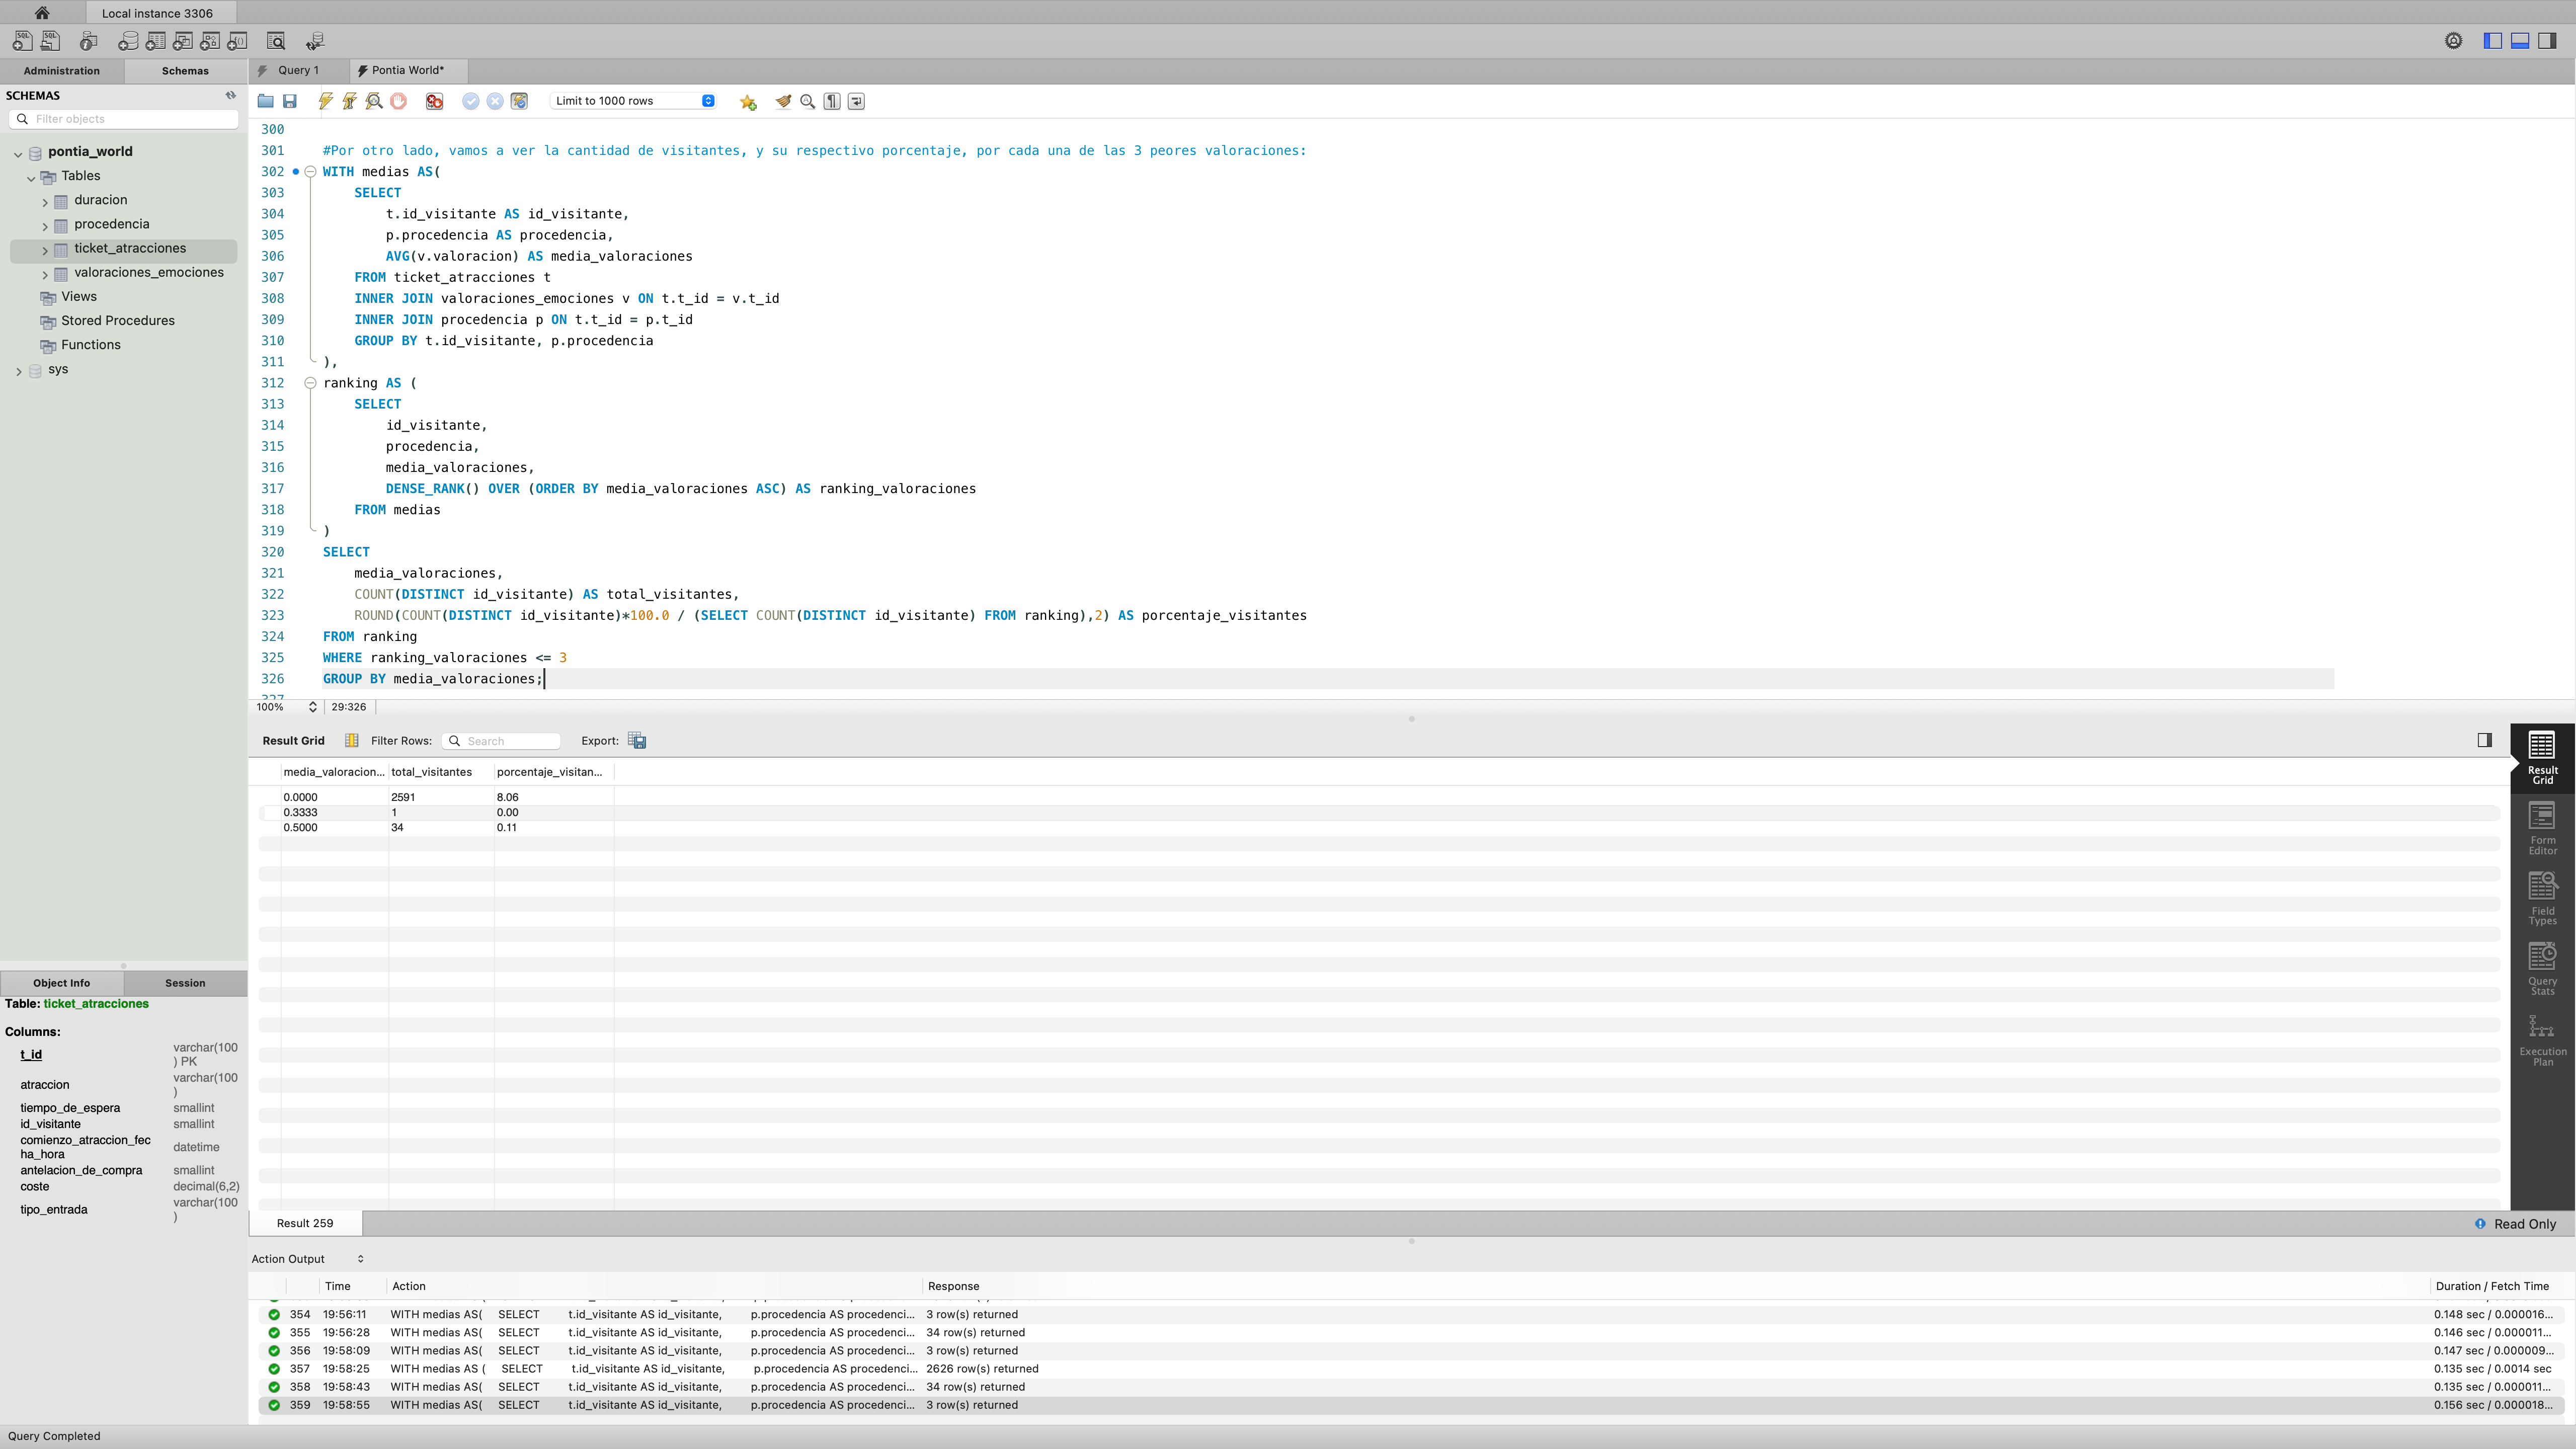 Local instance 3306
Administration Schemas Query 1 Pontia World*
SCHEMAS
Limit to 1000 rows
Filter objects
pontia_world
Tables
duracion
procedencia
ticket_atracciones
valoraciones_emociones
Views
Stored Procedures
Functions
sys
300
301 #Por otro lado, vamos a ver la cantidad de visitantes, y su respectivo porcentaje, por cada una de las 3 peores valoraciones:
302 WITH medias AS(
303 SELECT
304 t.id_visitante AS id_visitante,
305 p.procedencia AS procedencia,
306 AVG(v.valoracion) AS media_valoraciones
307 FROM ticket_atracciones t
308 INNER JOIN valoraciones_emociones v ON t.t_id = v.t_id
309 INNER JOIN procedencia p ON t.t_id = p.t_id
310 GROUP BY t.id_visitante, p.procedencia
311 ),
312 ranking AS (
313 SELECT
314 id_visitante,
315 procedencia,
316 media_valoraciones,
317 DENSE_RANK() OVER (ORDER BY media_valoraciones ASC) AS ranking_valoraciones
318 FROM medias
319 )
320 SELECT
321 media_valoraciones,
322 COUNT(DISTINCT id_visitante) AS total_visitantes,
323 ROUND(COUNT(DISTINCT id_visitante)*100.0 / (SELECT COUNT(DISTINCT id_visitante) FROM ranking),2) AS porcentaje_visitantes
324 FROM ranking
325 WHERE ranking_valoraciones <= 3
326 GROUP BY media_valoraciones;
327
100% 29:326
Result Grid Filter Rows: Search Export:
media_valoracion... total_visitantes porcentaje_visitan...
0.0000 2591 8.06
0.3333 1 0.00
0.5000 34 0.11
Result Grid
Form Editor
Field Types
Query Stats
Execution Plan
Object Info Session
Table: ticket_atracciones
Columns:
t_id varchar(100) PK
atraccion varchar(100)
tiempo_de_espera smallint
id_visitante smallint
comienzo_atraccion_fecha_hora datetime
antelacion_de_compra smallint
coste decimal(6,2)
tipo_entrada varchar(100)
Result 259 Read Only
Action Output
Time Action Response Duration / Fetch Time
354 19:56:11 WITH medias AS( SELECT t.id_visitante AS id_visitante, p.procedencia AS procedenci... 3 row(s) returned 0.148 sec / 0.000016...
355 19:56:28 WITH medias AS( SELECT t.id_visitante AS id_visitante, p.procedencia AS procedenci... 34 row(s) returned 0.146 sec / 0.000011...
356 19:58:09 WITH medias AS( SELECT t.id_visitante AS id_visitante, p.procedencia AS procedenci... 3 row(s) returned 0.147 sec / 0.000009...
357 19:58:25 WITH medias AS ( SELECT t.id_visitante AS id_visitante, p.procedencia AS procedenci... 2626 row(s) returned 0.135 sec / 0.0014 sec
358 19:58:43 WITH medias AS( SELECT t.id_visitante AS id_visitante, p.procedencia AS procedenci... 34 row(s) returned 0.135 sec / 0.000011...
359 19:58:55 WITH medias AS( SELECT t.id_visitante AS id_visitante, p.procedencia AS procedenci... 3 row(s) returned 0.156 sec / 0.000018...
Query Completed